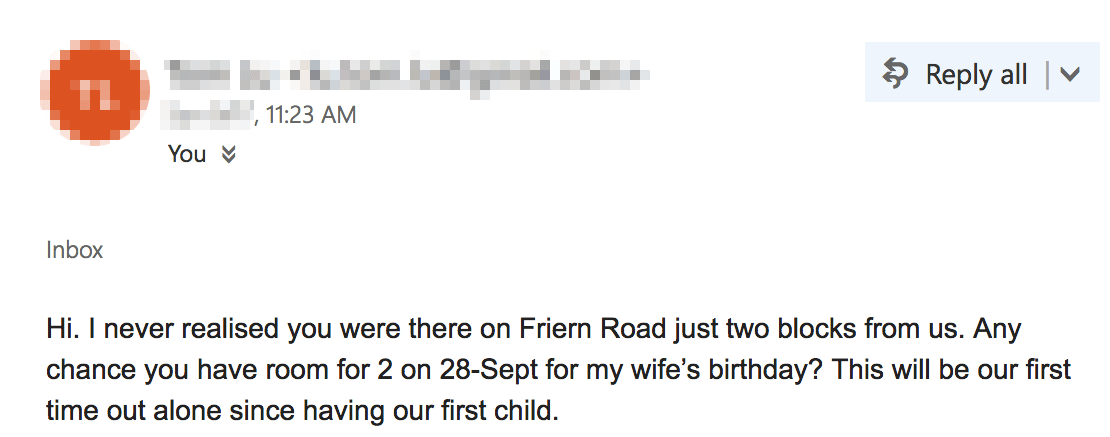 Reply all
, 11:23 AM
You
Inbox
Hi. I never realised you were there on Friern Road just two blocks from us. Any
chance you have room for 2 on 28-Sept for my wife’s birthday? This will be our first
time out alone since having our first child.